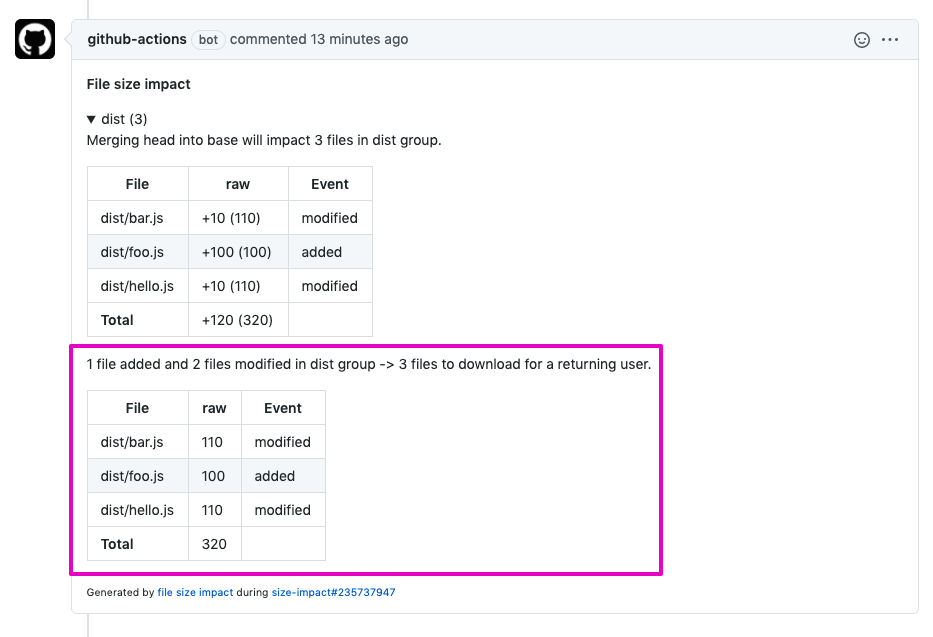 github-actions bot commented 13 minutes ago
File size impact
▼ dist (3)
Merging head into base will impact 3 files in dist group.
File raw Event
dist/bar.js +10 (110) modified
dist/foo.js +100 (100) added
dist/hello.js +10 (110) modified
Total +120 (320)
1 file added and 2 files modified in dist group -> 3 files to download for a returning user.
File raw Event
dist/bar.js 110 modified
dist/foo.js 100 added
dist/hello.js 110 modified
Total 320
Generated by file size impact during size-impact#235737947